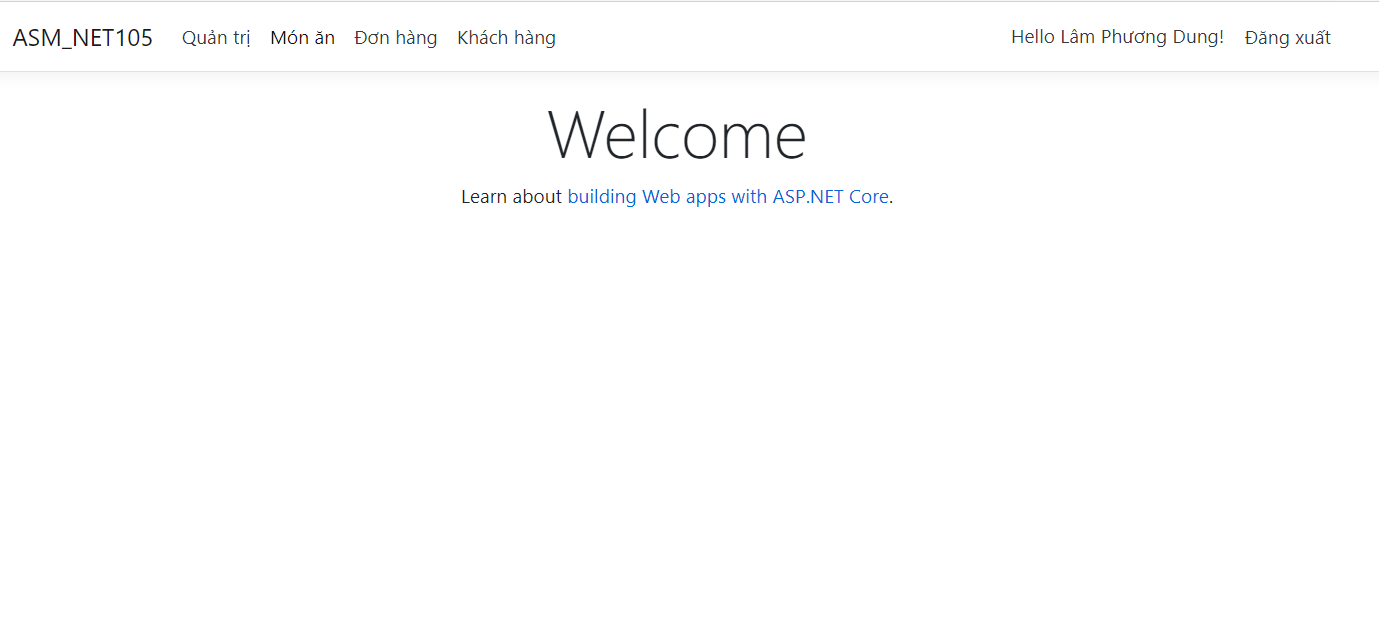 ASM_NET105 Quản trị Món ăn Đơn hàng Khách hàng Hello Lâm Phương Dung! Đăng xuất
Welcome
Learn about building Web apps with ASP.NET Core.